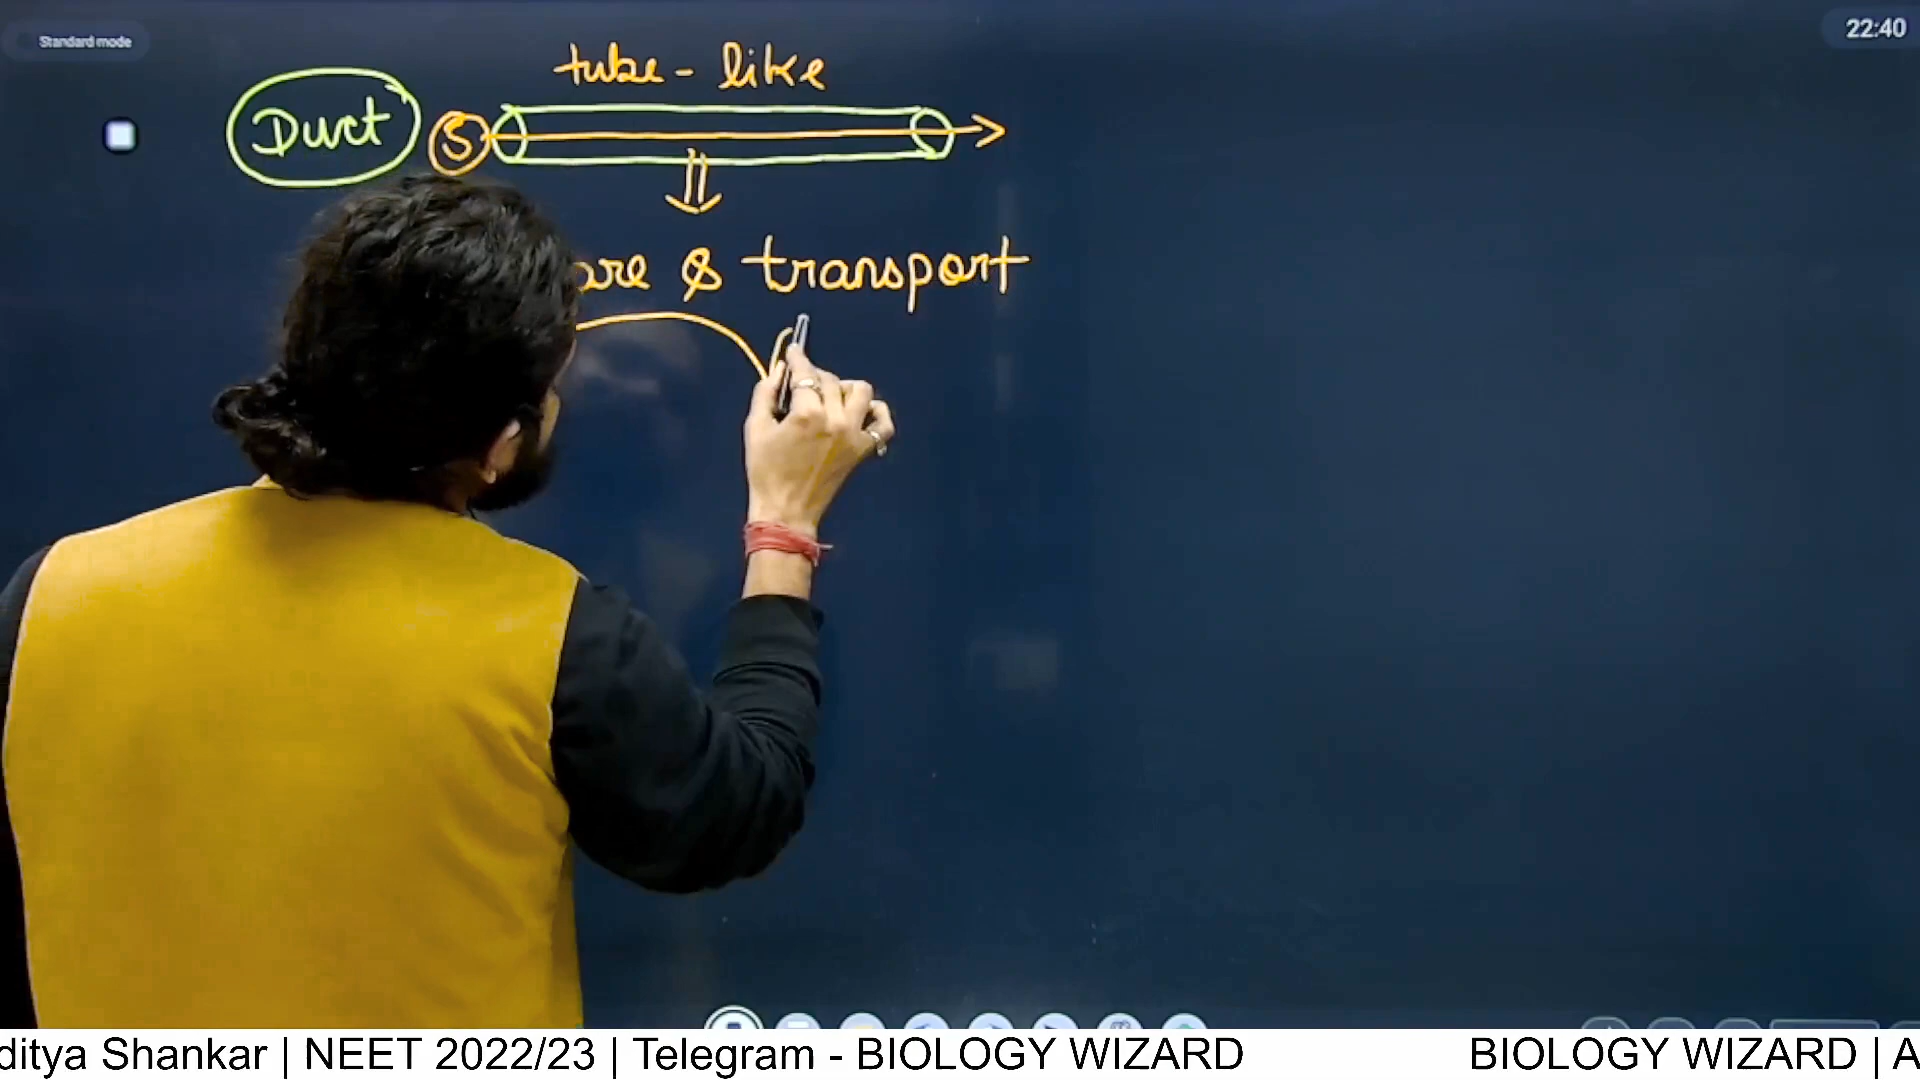 Standard mode
22:40
tube - like
Duct S
are & transport
ditya Shankar | NEET 2022/23 | Telegram - BIOLOGY WIZARD
BIOLOGY WIZARD | A